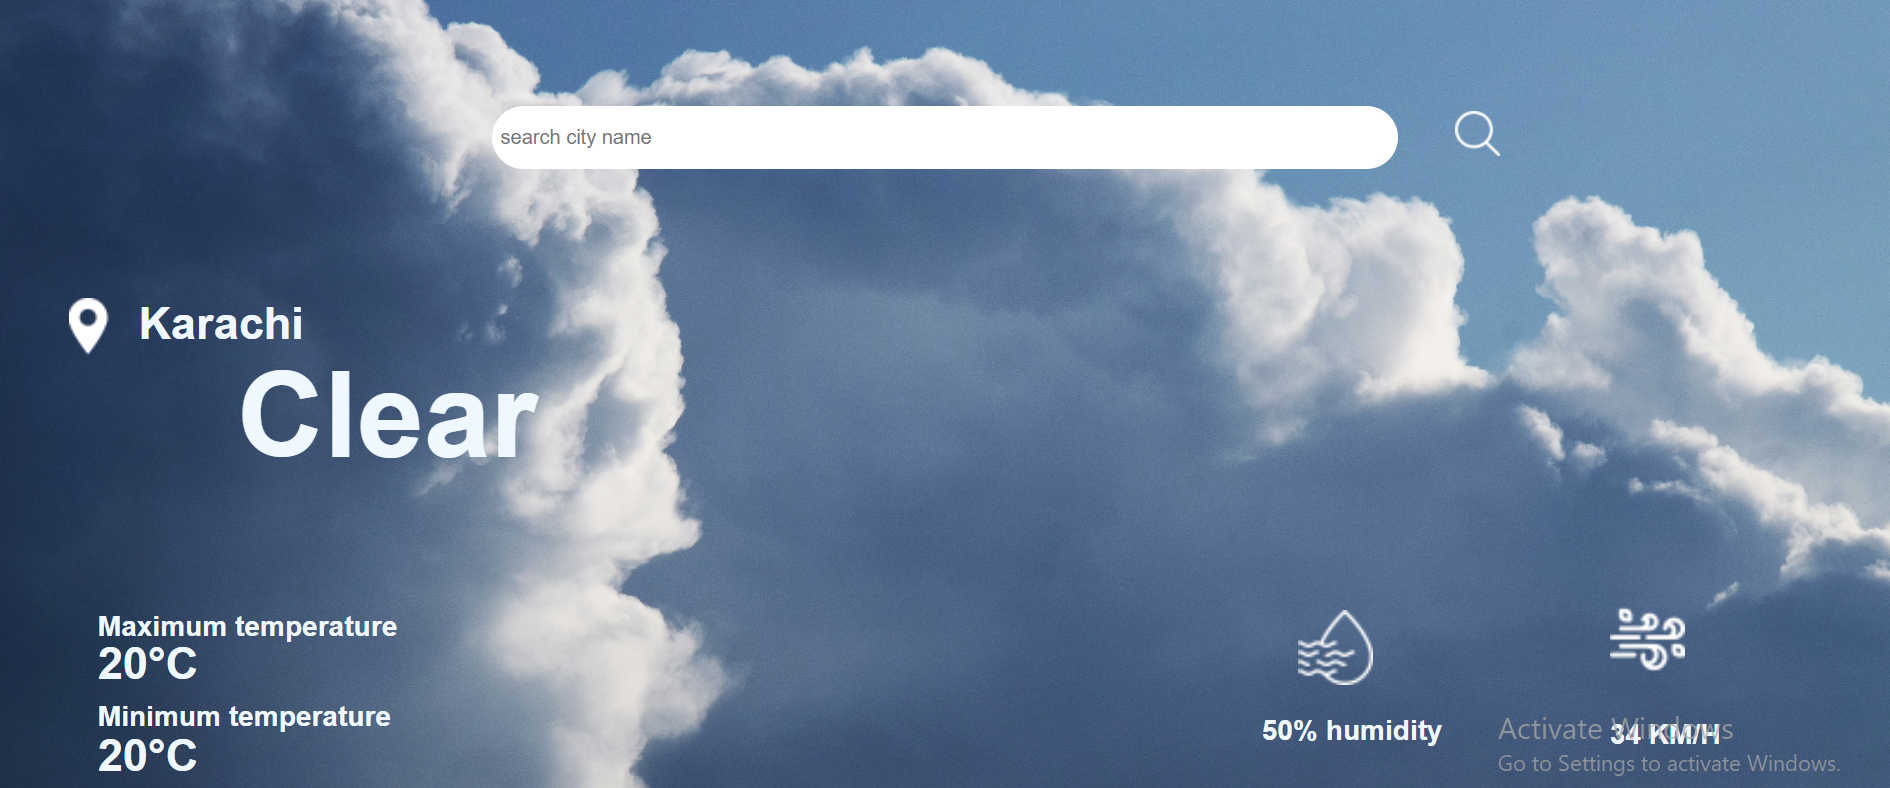 search city name
Karachi
Clear
Maximum temperature
20°C
Minimum temperature
20°C
50% humidity
34 KM/H
Activate Windows
Go to Settings to activate Windows.